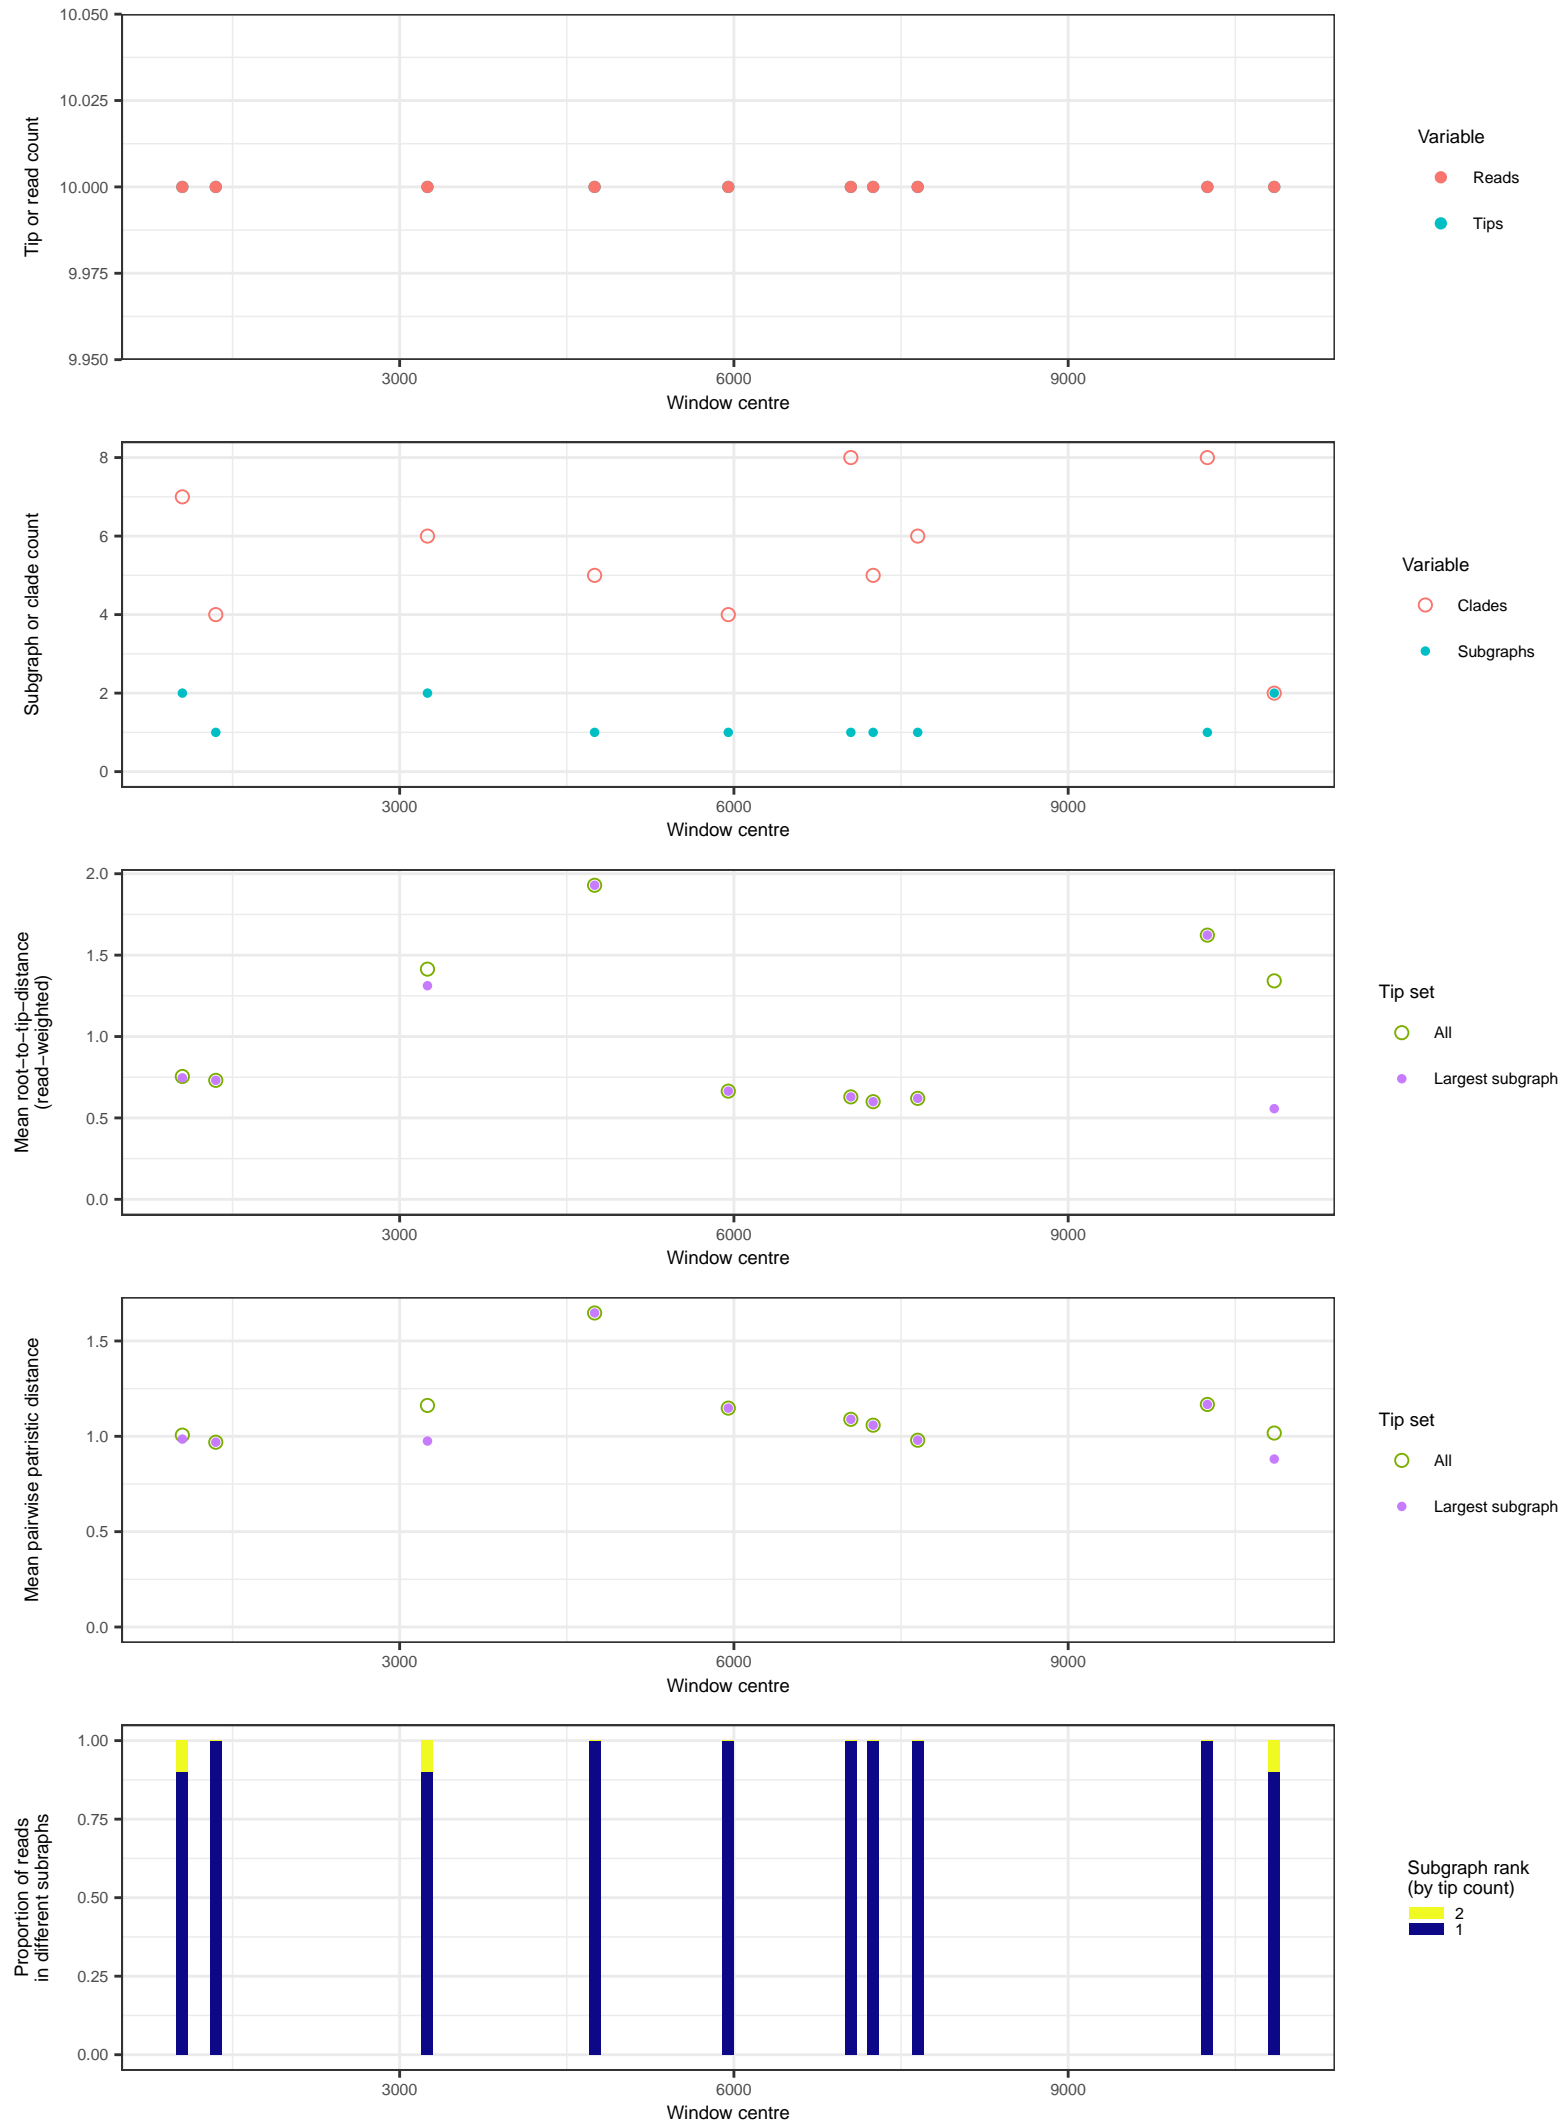 10.050
10.025
10.000
9.975
9.950
Tip or read count
3000 6000 9000
Window centre
Variable
Reads
Tips
8
6
4
2
0
Subgraph or clade count
3000 6000 9000
Window centre
Variable
Clades
Subgraphs
2.0
1.5
1.0
0.5
0.0
Mean root−to−tip−distance
(read−weighted)
3000 6000 9000
Window centre
Tip set
All
Largest subgraph
1.5
1.0
0.5
0.0
Mean pairwise patristic distance
3000 6000 9000
Window centre
Tip set
All
Largest subgraph
1.00
0.75
0.50
0.25
0.00
Proportion of reads
in different subraphs
3000 6000 9000
Window centre
Subgraph rank
(by tip count)
2
1